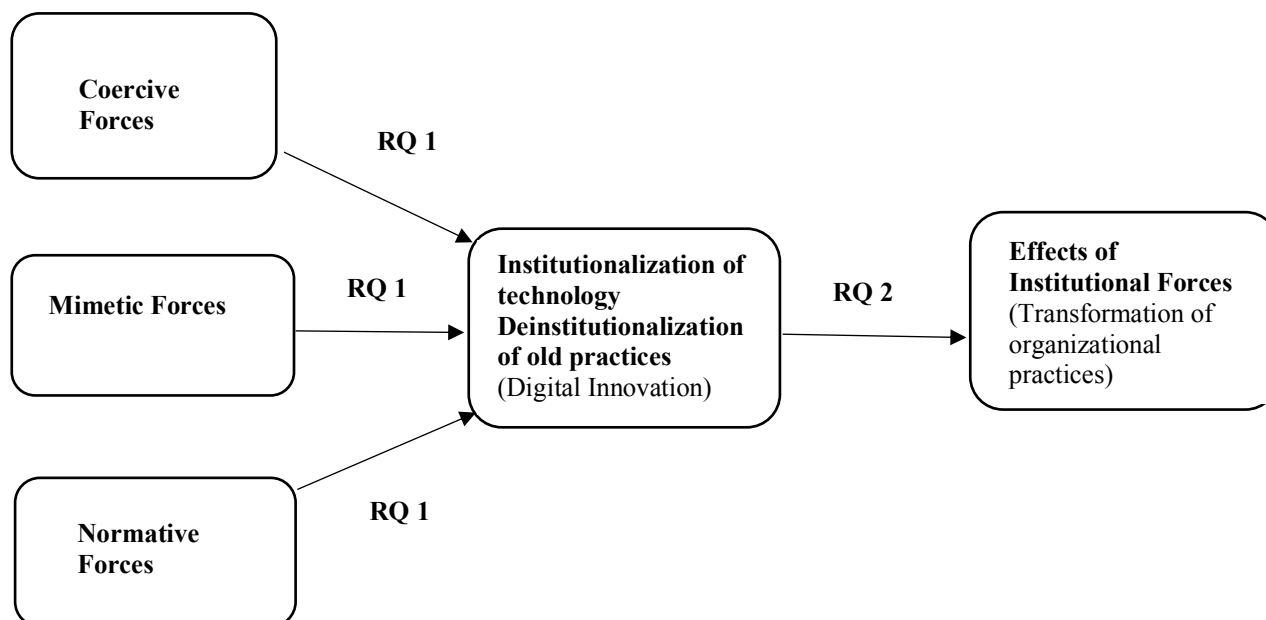 Coercive
Forces
RQ 1
Mimetic Forces
RQ 1
Normative
Forces
RQ 1
Institutionalization of
technology
Deinstitutionalization
of old practices
(Digital Innovation)
RQ 2
Effects of
Institutional Forces
(Transformation of
organizational
practices)